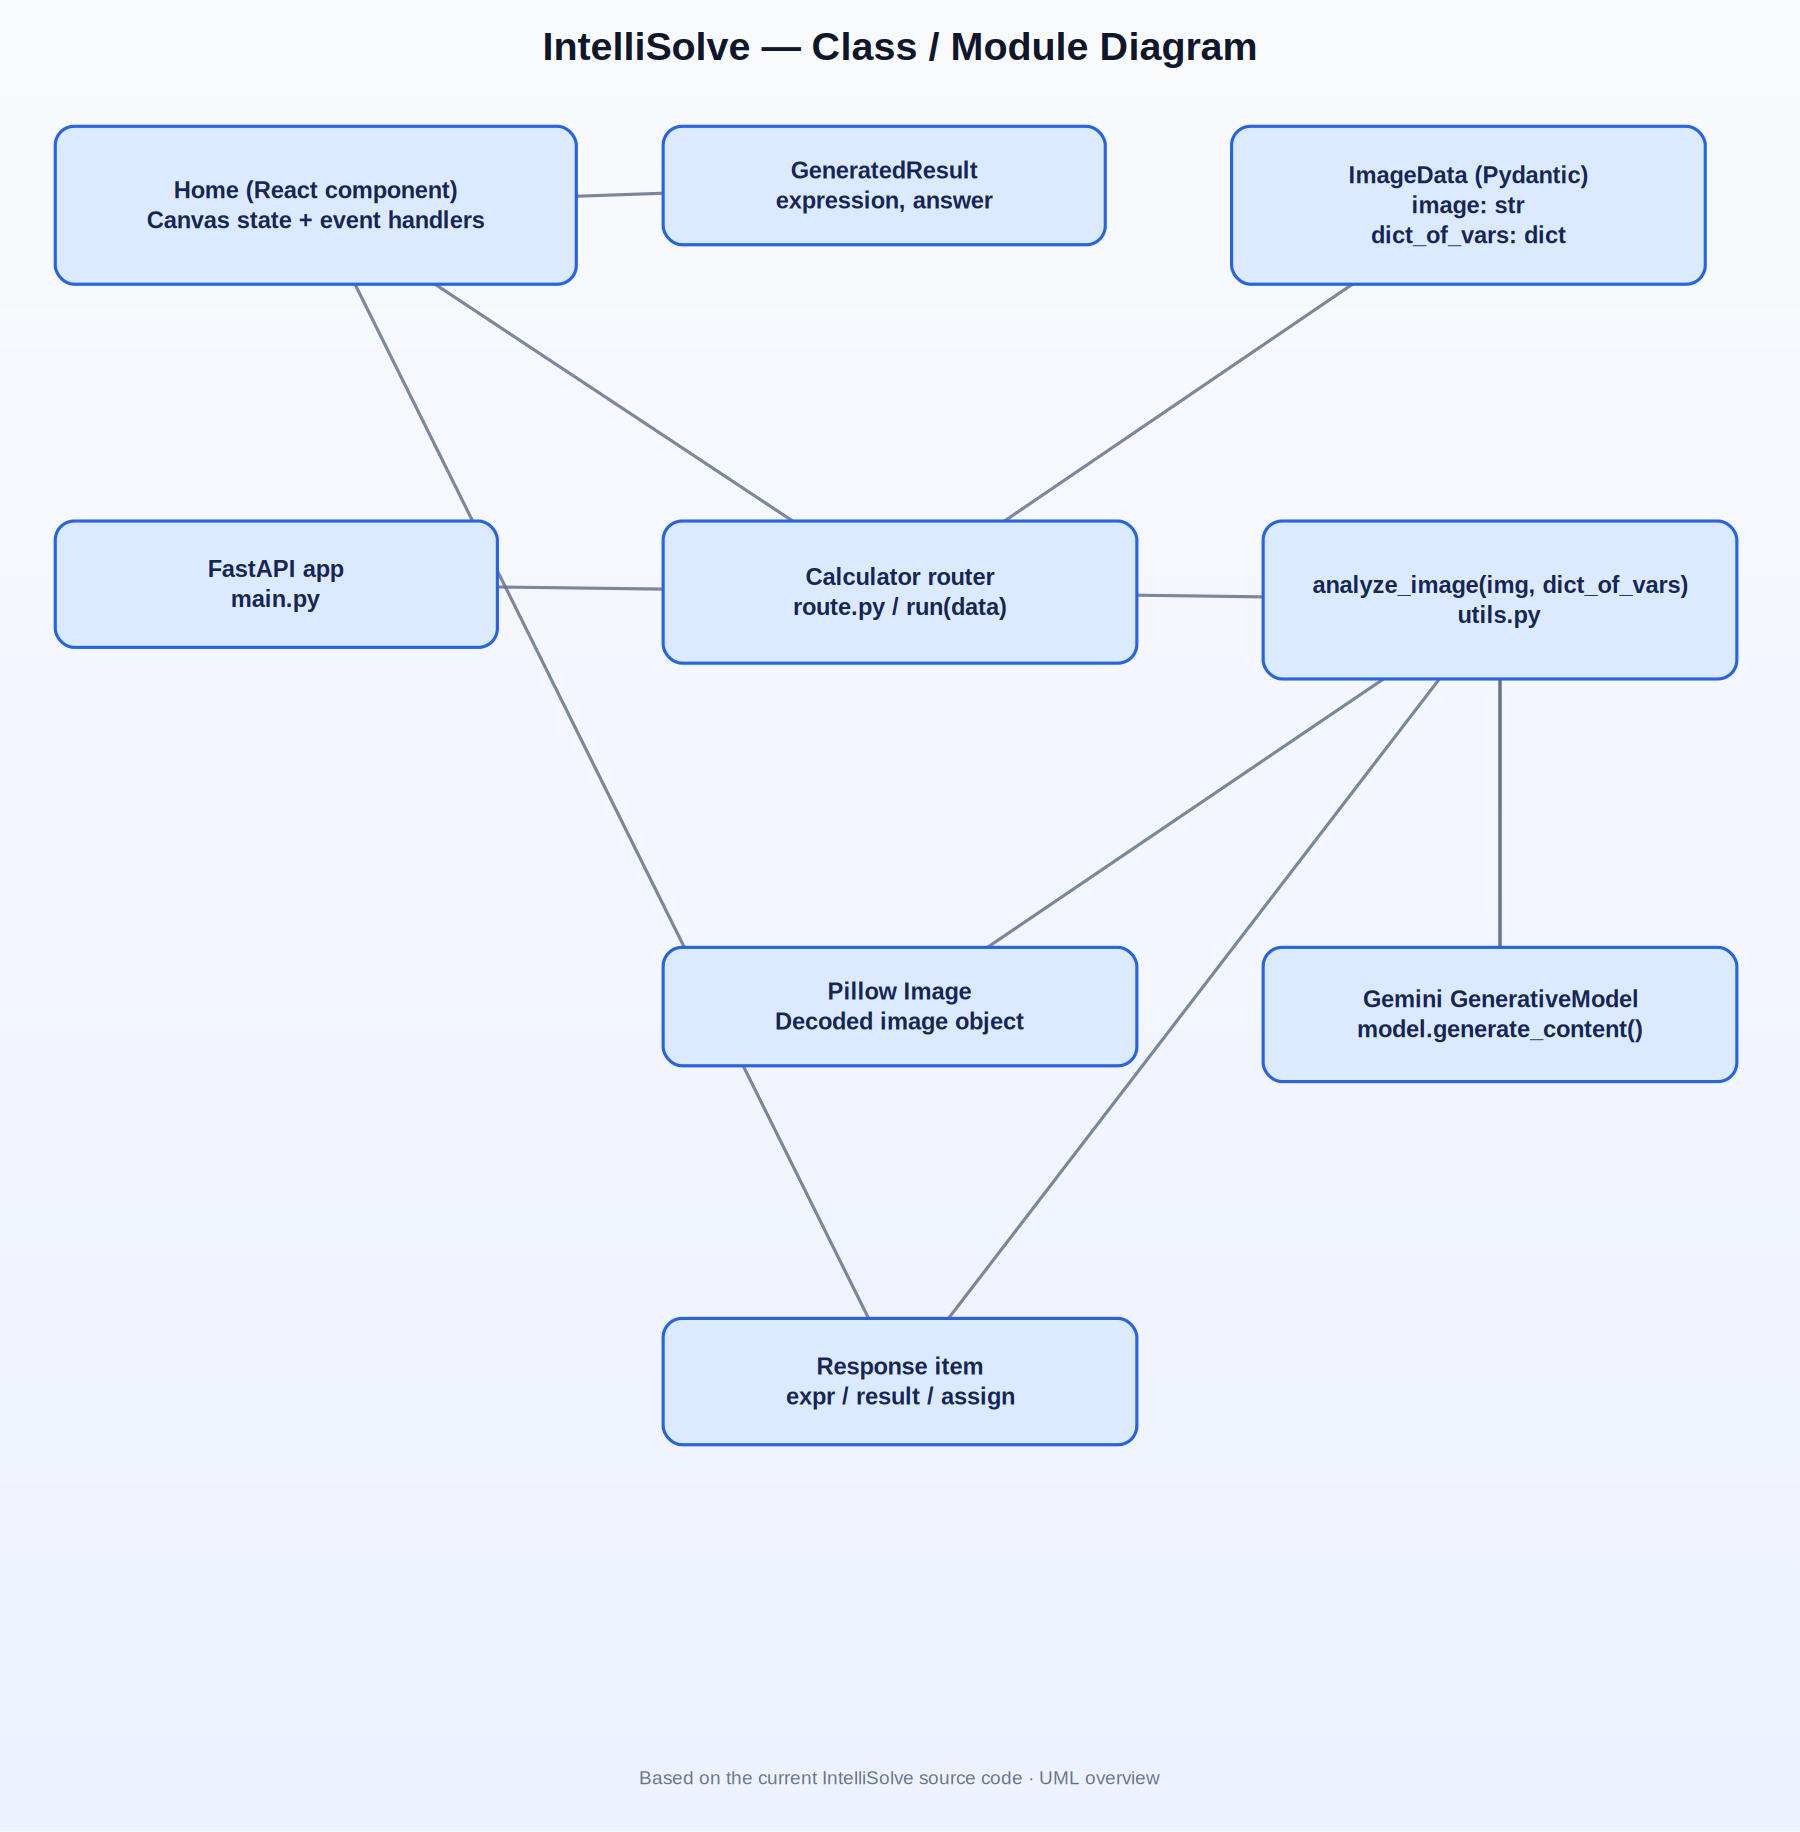 IntelliSolve — Class / Module Diagram
Home (React component)
Canvas state + event handlers
GeneratedResult
expression, answer
ImageData (Pydantic)
image: str
dict_of_vars: dict
FastAPI app
main.py
Calculator router
route.py / run(data)
analyze_image(img, dict_of_vars)
utils.py
Pillow Image
Decoded image object
Gemini GenerativeModel
model.generate_content()
Response item
expr / result / assign
Based on the current IntelliSolve source code · UML overview